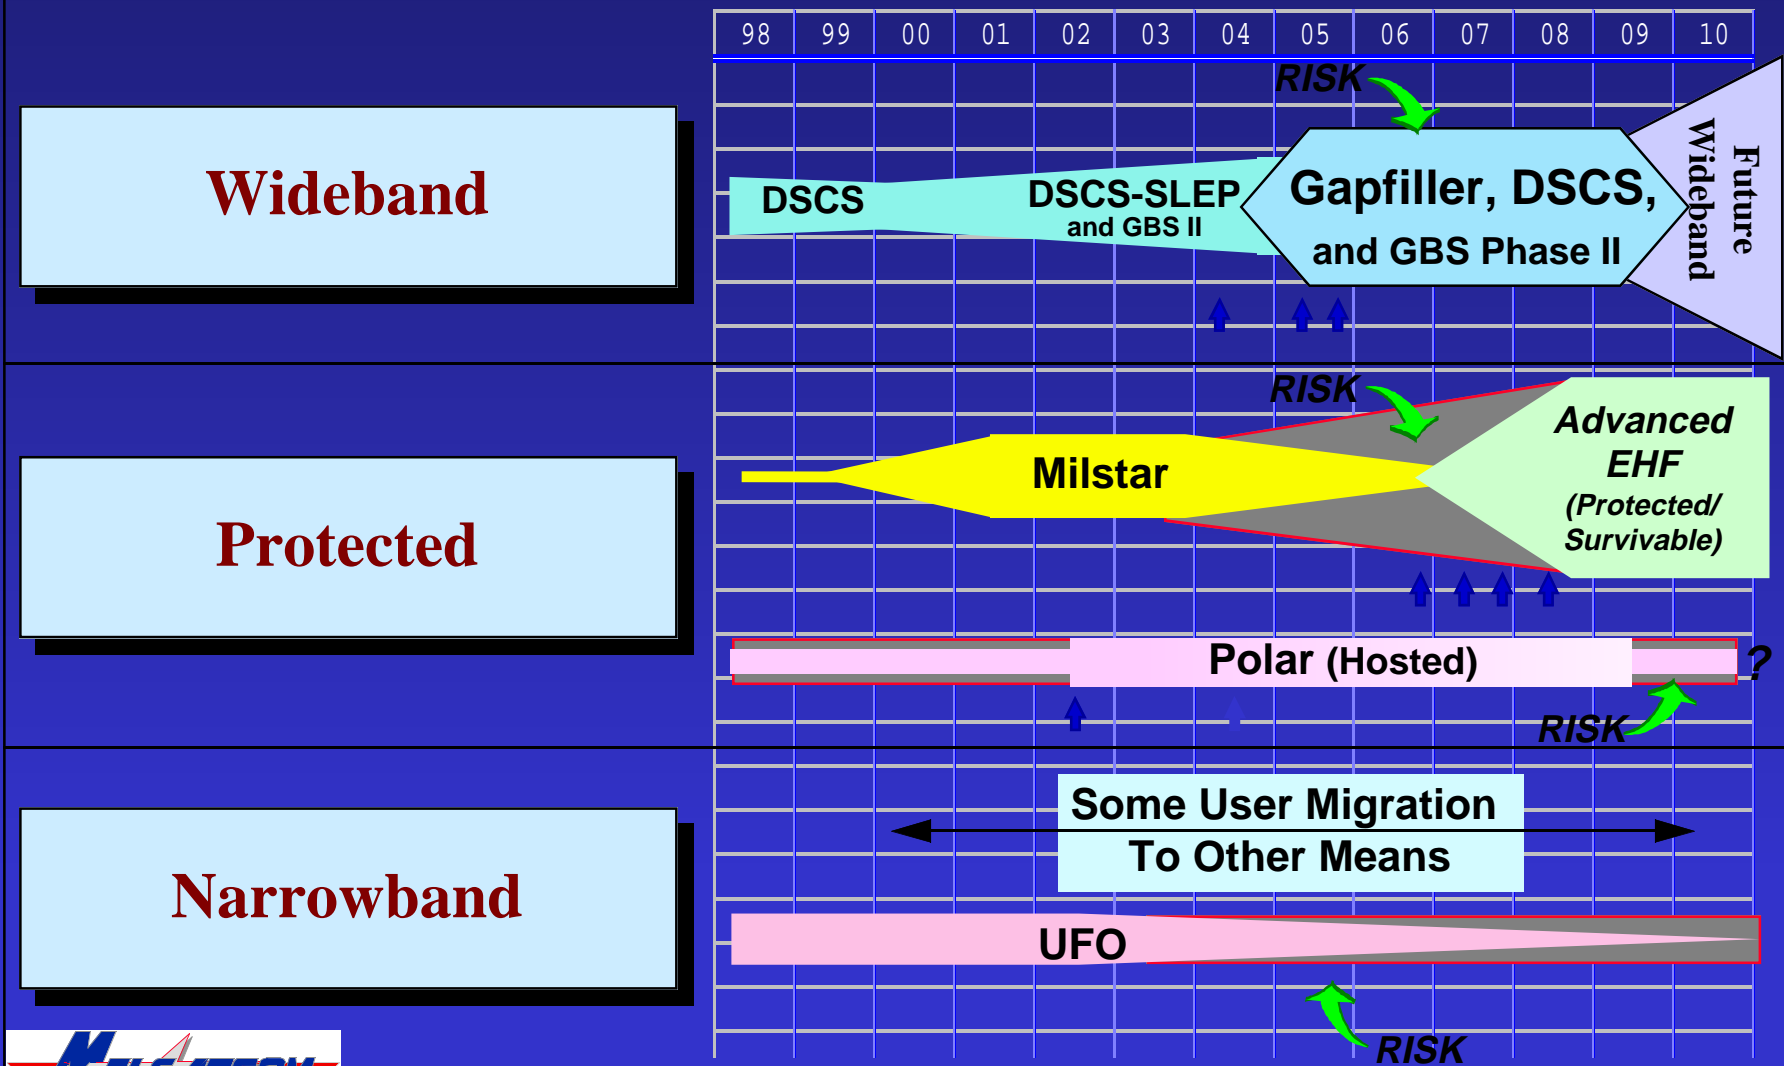 98 99 00 01 02 03 04 05 06 07 08 09 10
Wideband
RISK
DSCS
DSCS-SLEP
and GBS II
Gapfiller, DSCS,
and GBS Phase II
Future
Wideband
Protected
RISK
Milstar
Advanced
EHF
(Protected/
Survivable)
Polar (Hosted)
?
RISK
Narrowband
Some User Migration
To Other Means
UFO
RISK